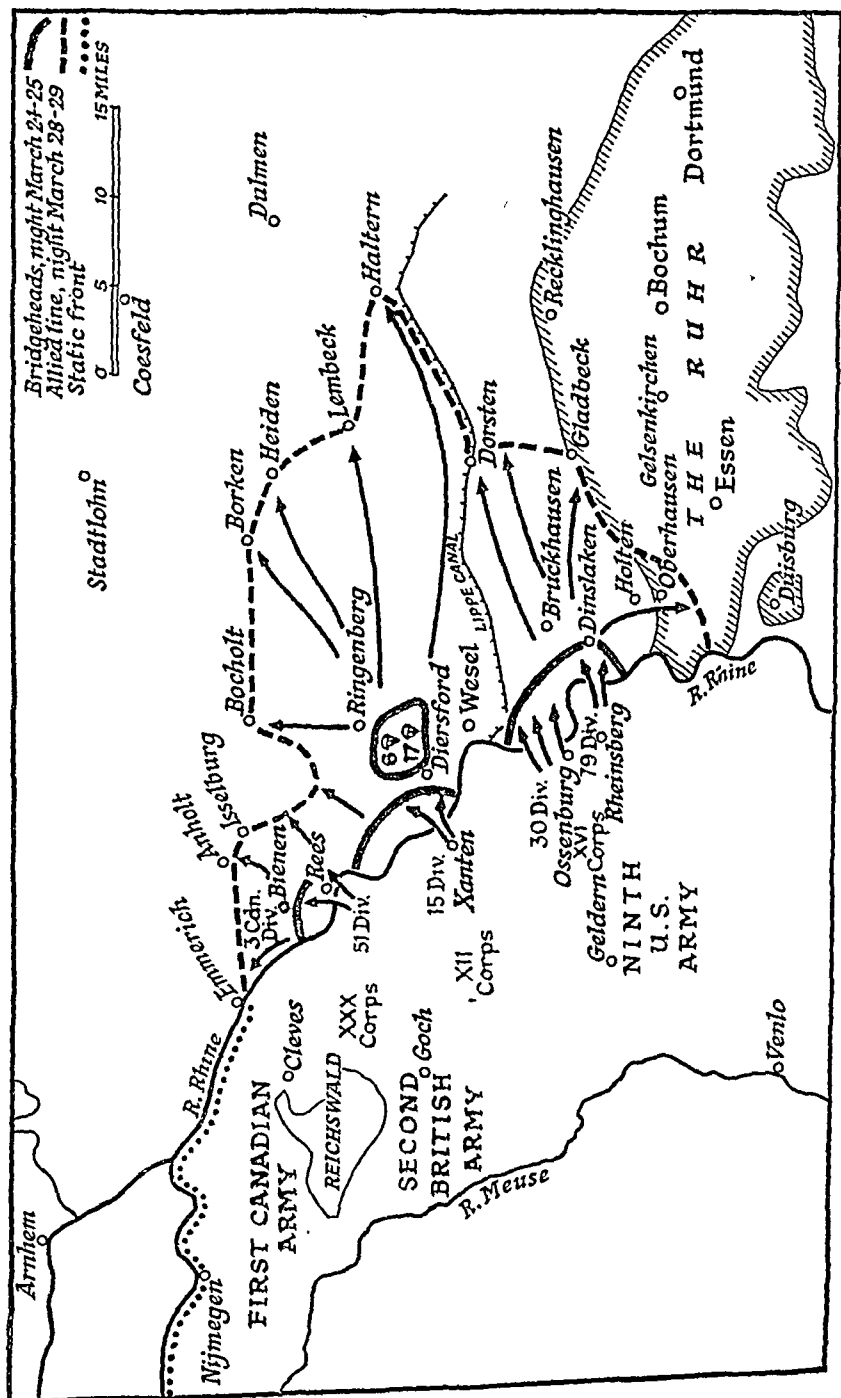 Bridgeheads, night March 24-25
Allied line, night March 28-29
Static front
0 5 10 15 MILES
Arnhem
Nijmegen
R. Rhine
Emmerich
Anholt
Isselburg
Bocholt
Borken
Heiden
Stadtlohn
Coesfeld
Dulmen
Lembeck
Haltern
3 Cdn.
Div.
Bienen
Rees
51 Div.
Ringenberg
6
17
Diersford
Wesel
LIPPE CANAL
Dorsten
Recklinghausen
Gladbeck
Bruckhausen
Dinslaken
Holten
Oberhausen
Gelsenkirchen
Bochum
Dortmund
THE RUHR
Essen
Duisburg
R. Rhine
FIRST CANADIAN
ARMY
Cleves
REICHSWALD
XXX
Corps
SECOND
BRITISH
ARMY
Goch
XII
Corps
15 Div.
Xanten
30 Div.
Ossenburg
XVI
Corps
79 Div.
Rheinsberg
Geldern
NINTH
U.S.
ARMY
R. Meuse
Venlo